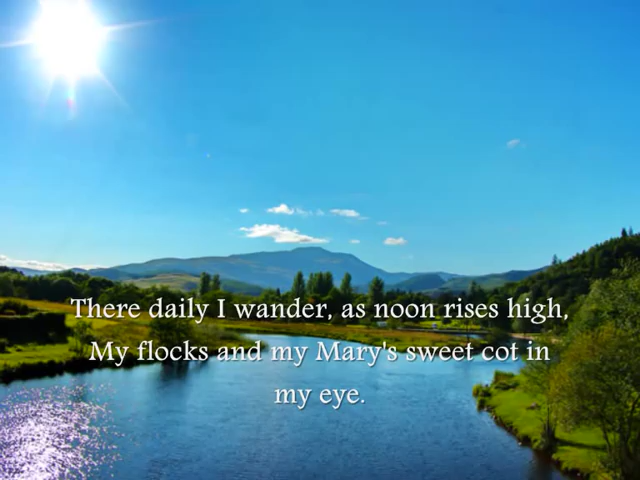 There daily I wander, as noon rises high,
My flocks and my Mary's sweet cot in
my eye.